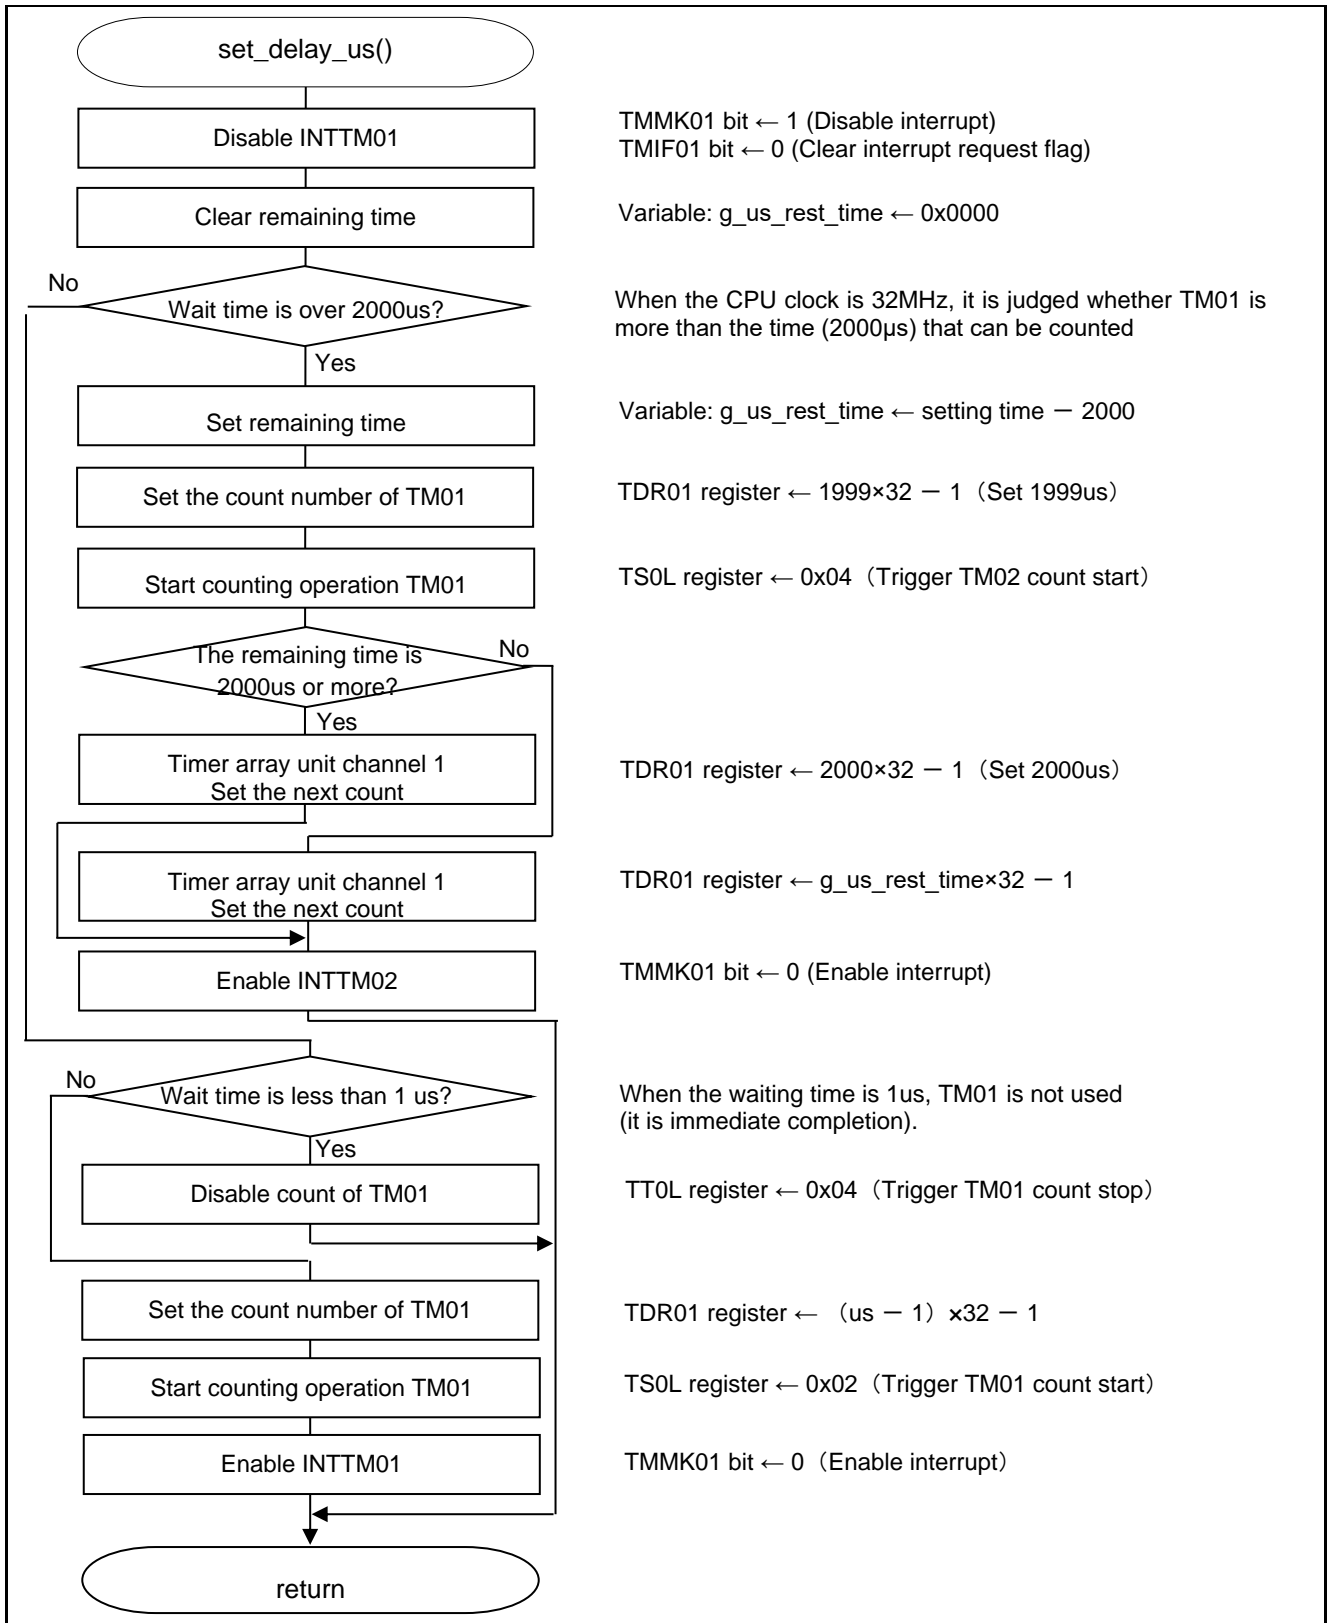 set_delay_us()
Disable INTTM01
TMMK01 bit ← 1 (Disable interrupt)
TMIF01 bit ← 0 (Clear interrupt request flag)
Clear remaining time
Variable: g_us_rest_time ← 0x0000
No
Wait time is over 2000us?
When the CPU clock is 32MHz, it is judged whether TM01 is
more than the time (2000μs) that can be counted
Yes
Set remaining time
Variable: g_us_rest_time ← setting time － 2000
Set the count number of TM01
TDR01 register ← 1999×32 － 1（Set 1999us）
Start counting operation TM01
TS0L register ← 0x04（Trigger TM02 count start）
The remaining time is
2000us or more?
No
Yes
Timer array unit channel 1
Set the next count
TDR01 register ← 2000×32 － 1（Set 2000us）
Timer array unit channel 1
Set the next count
TDR01 register ← g_us_rest_time×32 － 1
Enable INTTM02
TMMK01 bit ← 0 (Enable interrupt)
No
Wait time is less than 1 us?
When the waiting time is 1us, TM01 is not used
(it is immediate completion).
Yes
Disable count of TM01
TT0L register ← 0x04（Trigger TM01 count stop）
Set the count number of TM01
TDR01 register ← （us － 1）×32 － 1
Start counting operation TM01
TS0L register ← 0x02（Trigger TM01 count start）
Enable INTTM01
TMMK01 bit ← 0（Enable interrupt）
return